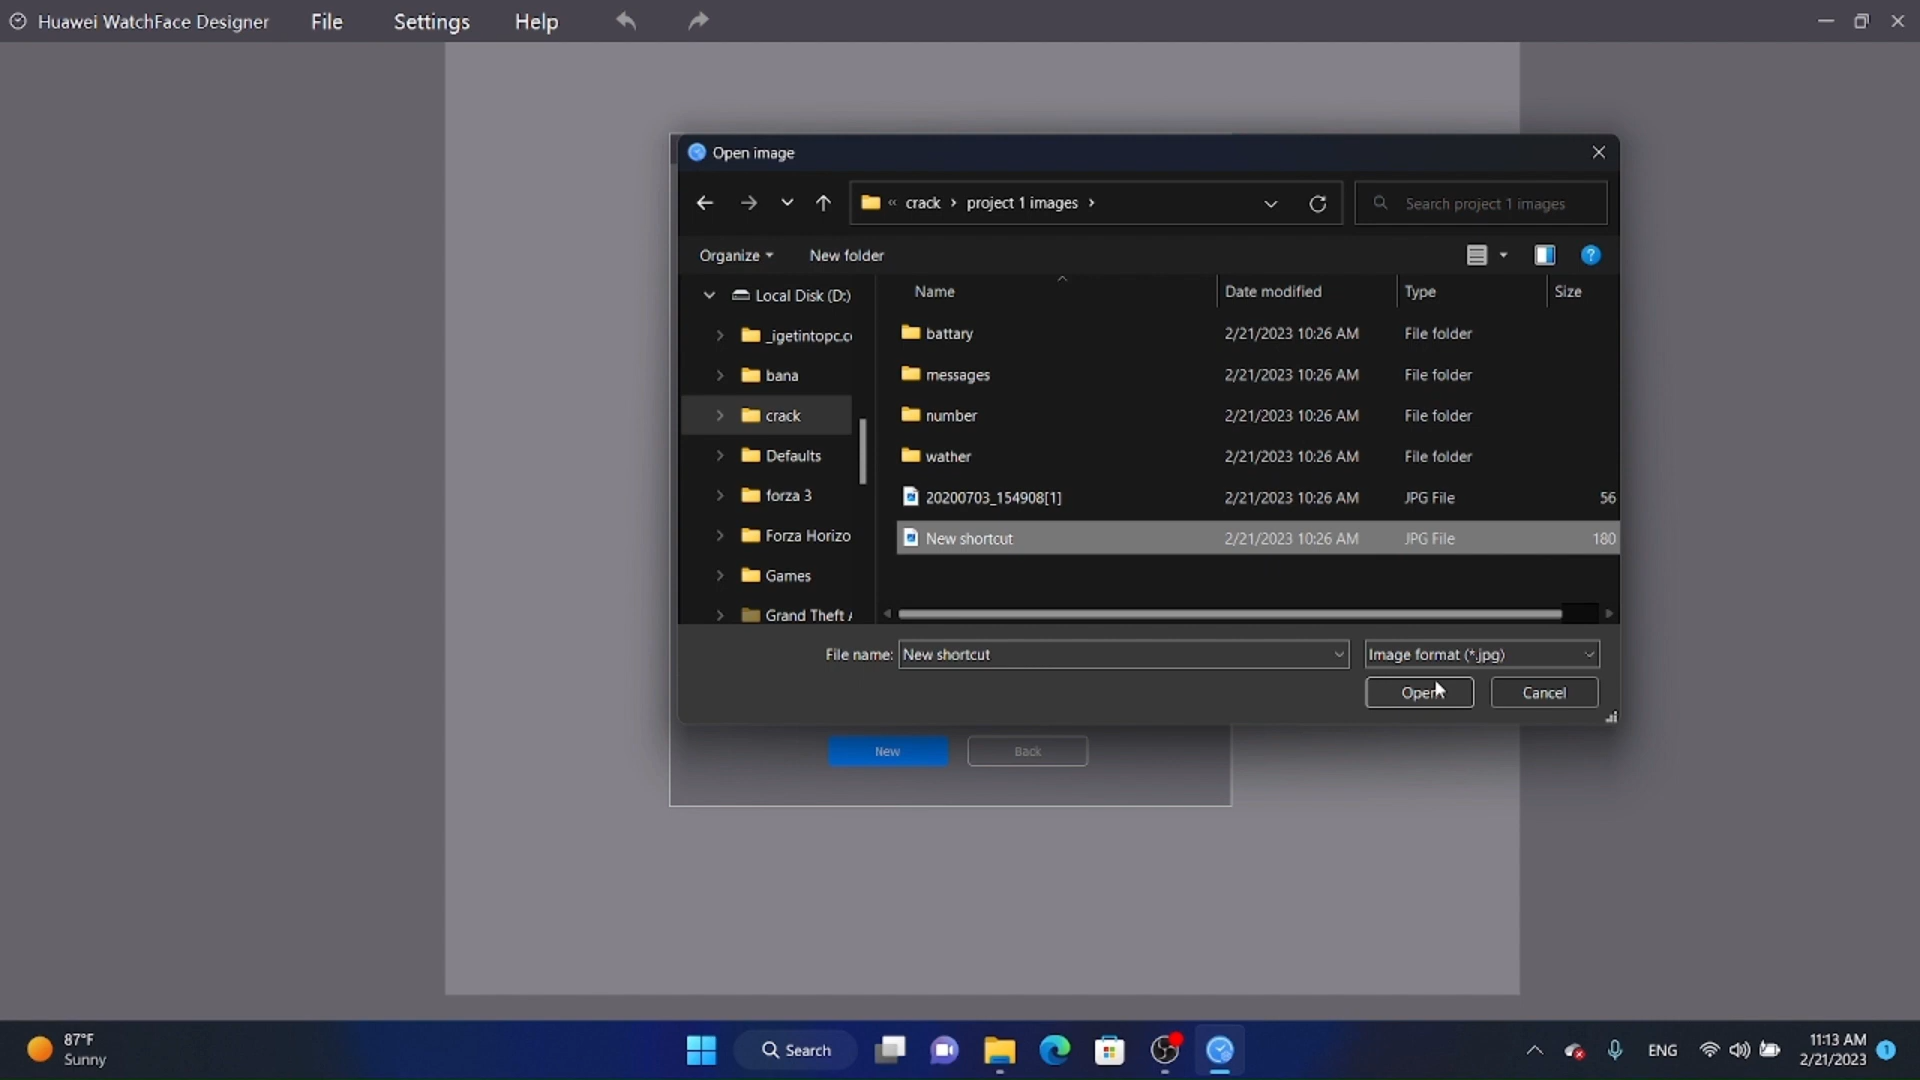 Huawei WatchFace Designer File Settings Help
Open image
« crack › project 1 images › Search project 1 images
Organize New folder
Local Disk (D:) Name Date modified Type Size
_igetintopc.c battary 2/21/2023 10:26 AM File folder
bana messages 2/21/2023 10:26 AM File folder
crack number 2/21/2023 10:26 AM File folder
Defaults wather 2/21/2023 10:26 AM File folder
forza 3 20200703_154908[1] 2/21/2023 10:26 AM JPG File 56
Forza Horizo New shortcut 2/21/2023 10:26 AM JPG File 180
Games
Grand Theft
File name: New shortcut Image format (*.jpg)
Open Cancel
New Back
87°F
Sunny
Search
ENG
11:13 AM
2/21/2023
1